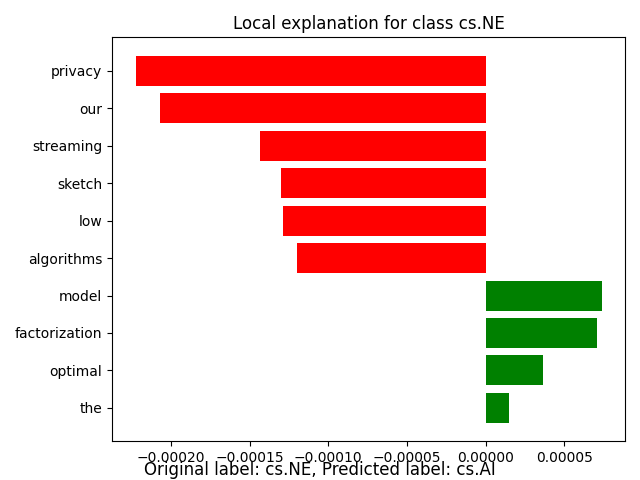 Local explanation for class cs.NE
privacy
our
streaming
sketch
low
algorithms
model
factorization
optimal
the
−0.00020 −0.00015 −0.00010 −0.00005 0.00000 0.00005
Original label: cs.NE, Predicted label: cs.AI